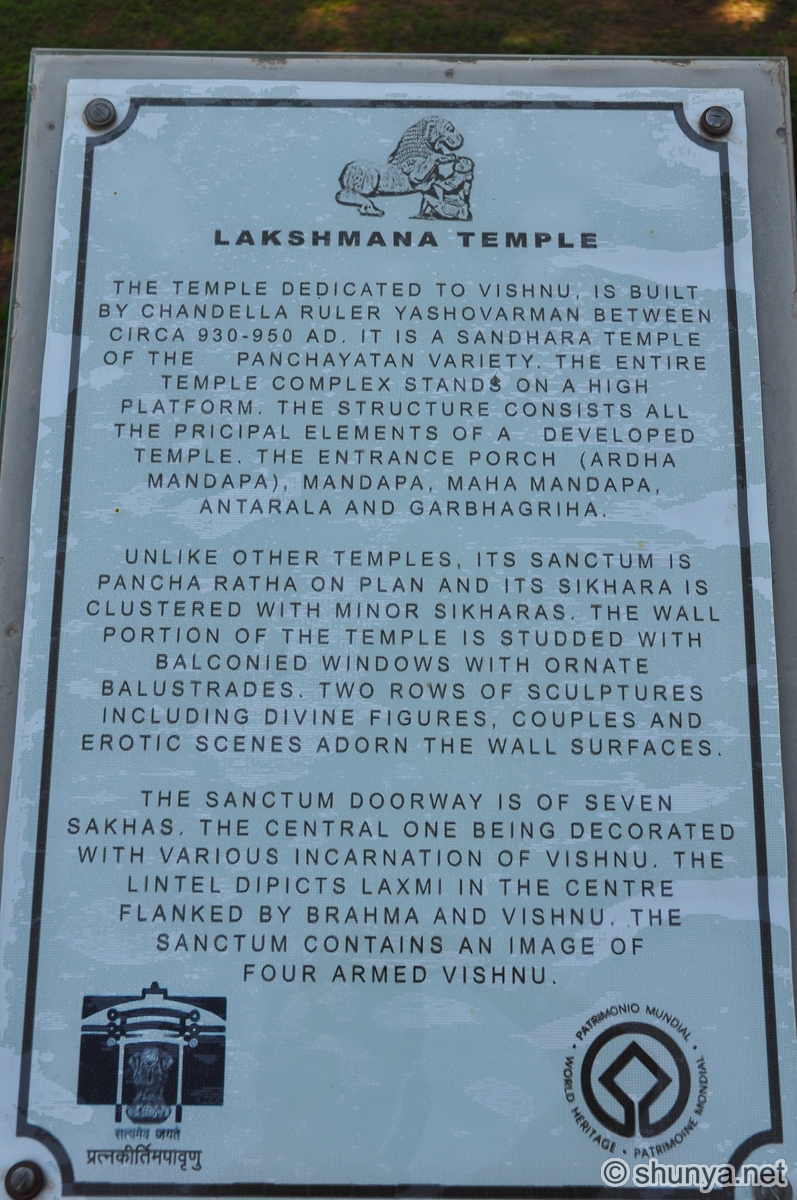 LAKSHMANA TEMPLE
THE TEMPLE DEDICATED TO VISHNU, IS BUILT
BY CHANDELLA RULER YASHOVARMAN BETWEEN
CIRCA 930-950 AD. IT IS A SANDHARA TEMPLE
OF THE PANCHAYATAN VARIETY. THE ENTIRE
TEMPLE COMPLEX STANDS ON A HIGH
PLATFORM. THE STRUCTURE CONSISTS ALL
THE PRICIPAL ELEMENTS OF A DEVELOPED
TEMPLE. THE ENTRANCE PORCH (ARDHA
MANDAPA), MANDAPA, MAHA MANDAPA,
ANTARALA AND GARBHAGRIHA.
UNLIKE OTHER TEMPLES, ITS SANCTUM IS
PANCHA RATHA ON PLAN AND ITS SIKHARA IS
CLUSTERED WITH MINOR SIKHARAS. THE WALL
PORTION OF THE TEMPLE IS STUDDED WITH
BALCONIED WINDOWS WITH ORNATE
BALUSTRADES. TWO ROWS OF SCULPTURES
INCLUDING DIVINE FIGURES, COUPLES AND
EROTIC SCENES ADORN THE WALL SURFACES.
THE SANCTUM DOORWAY IS OF SEVEN
SAKHAS. THE CENTRAL ONE BEING DECORATED
WITH VARIOUS INCARNATION OF VISHNU. THE
LINTEL DIPICTS LAXMI IN THE CENTRE
FLANKED BY BRAHMA AND VISHNU. THE
SANCTUM CONTAINS AN IMAGE OF
FOUR ARMED VISHNU.
सत्यमेव जयते
प्रत्नकीर्तिमपावृणु
PATRIMONIO MUNDIAL • WORLD HERITAGE • PATRIMOINE MONDIAL •
© shunya.net